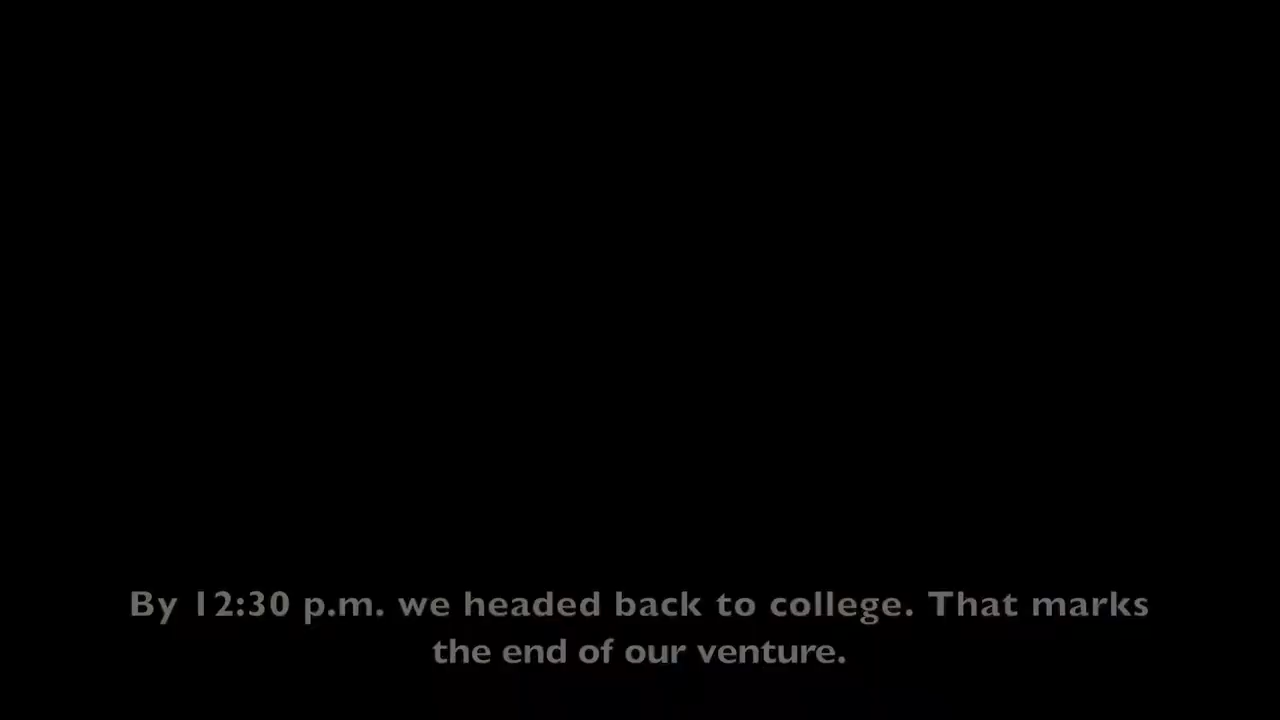 By 12:30 p.m. we headed back to college. That marks
the end of our venture.